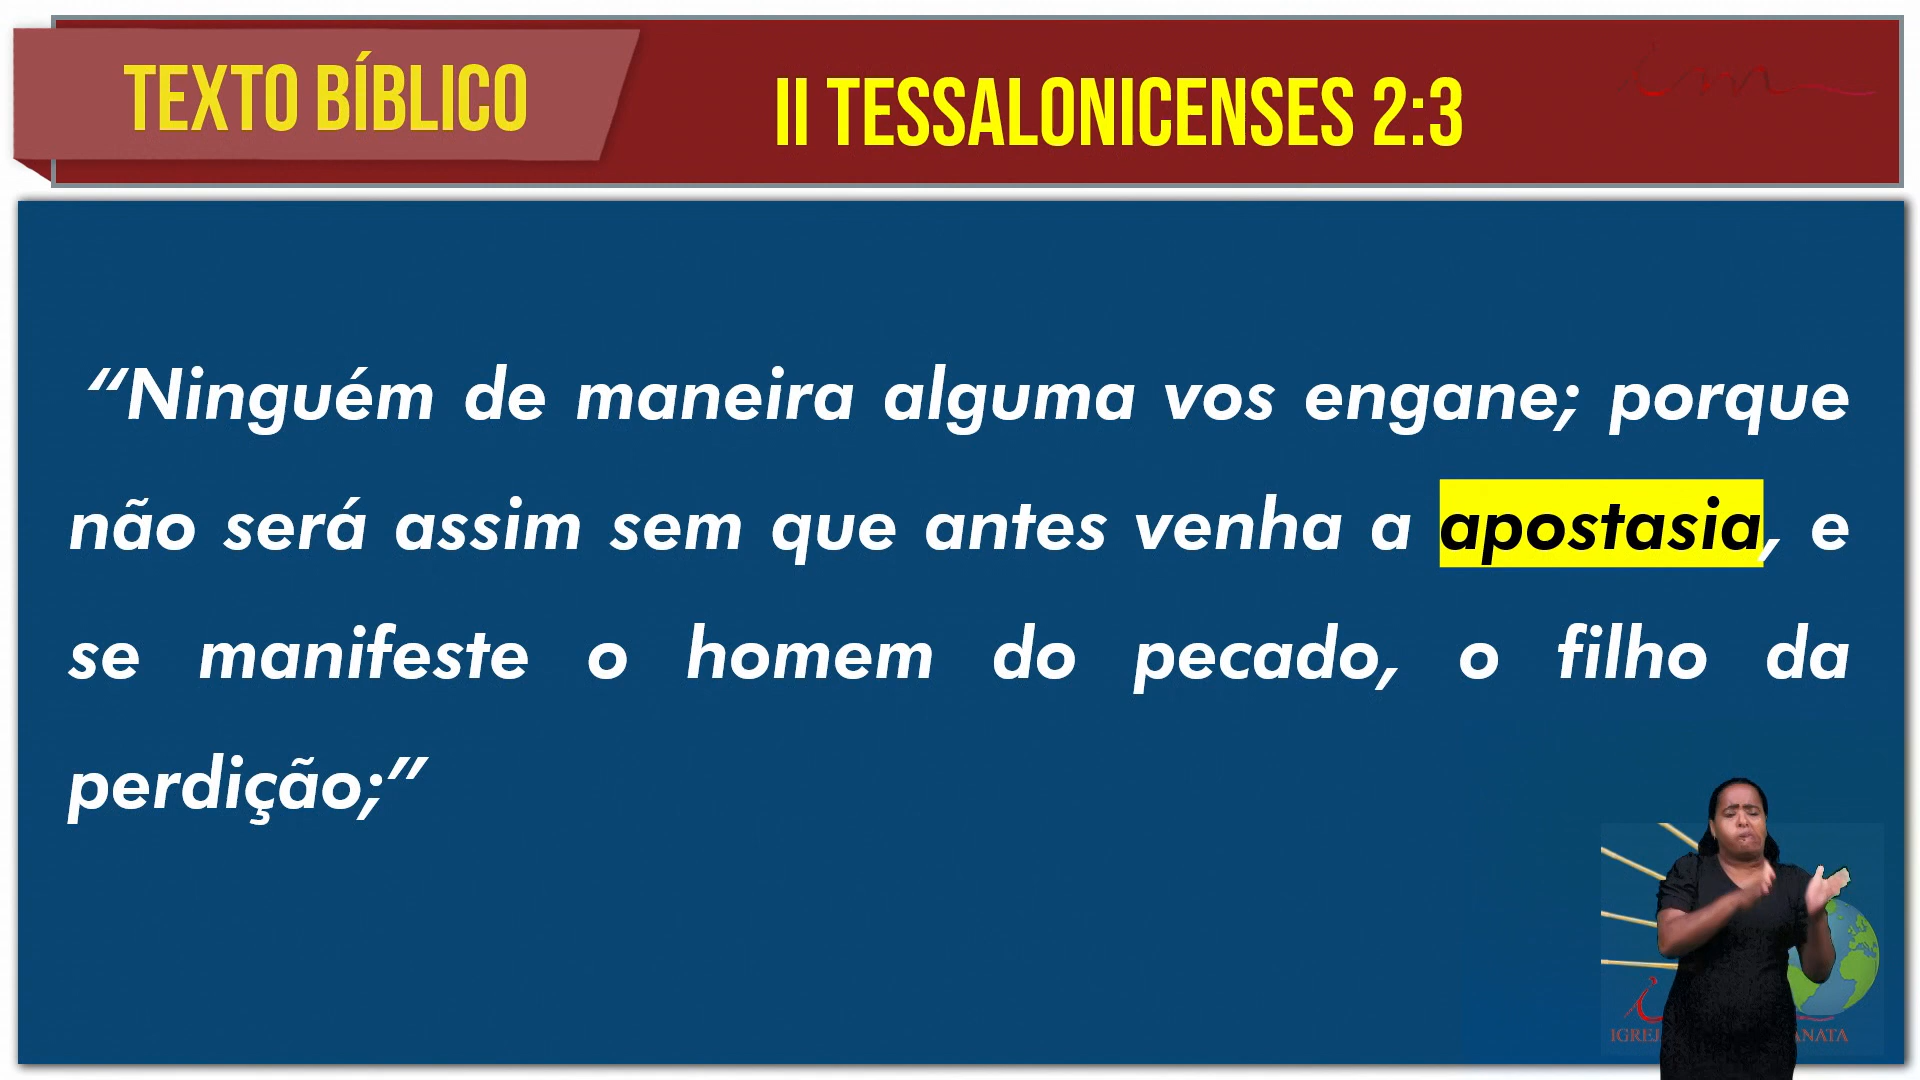 TEXTO BÍBLICO
II TESSALONICENSES 2:3
im
“Ninguém de maneira alguma vos engane; porque
não será assim sem que antes venha a apostasia, e
se manifeste o homem do pecado, o filho da
perdição;”